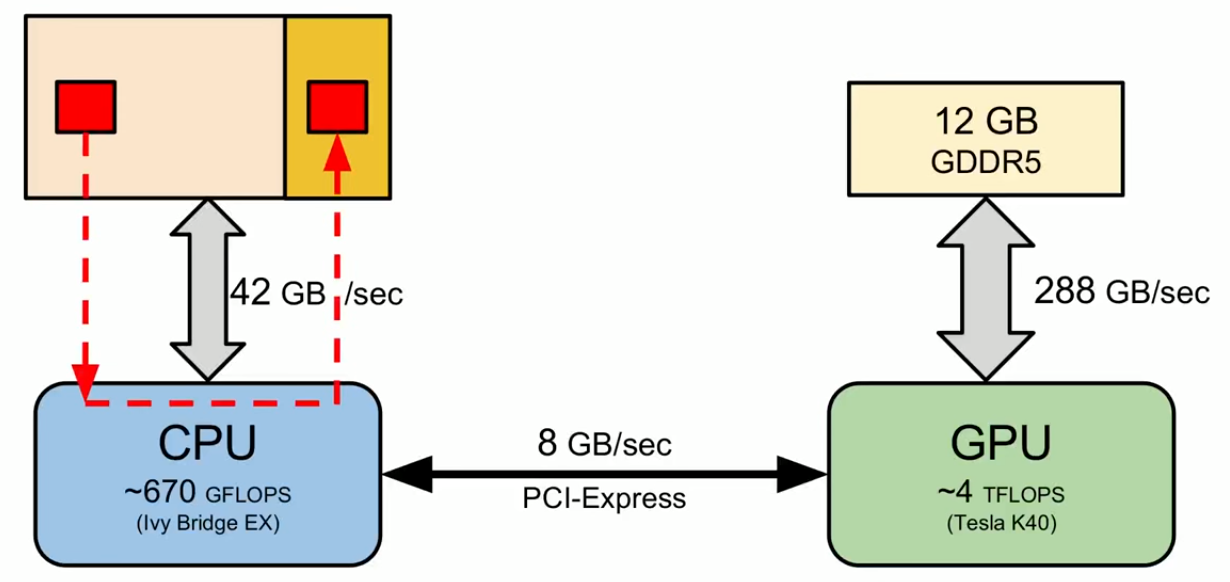 12 GB
GDDR5
42 GB /sec
288 GB/sec
CPU
~670 GFLOPS
(Ivy Bridge EX)
8 GB/sec
PCI-Express
GPU
~4 TFLOPS
(Tesla K40)